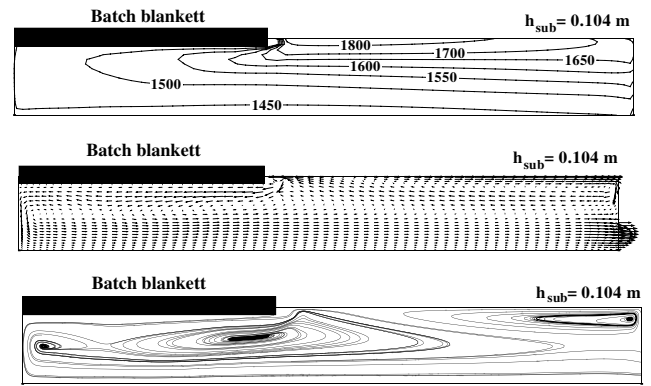 Batch blankett
h_sub= 0.104 m
1800
1700
1650
1600
1550
1500
1450
Batch blankett
h_sub= 0.104 m
Batch blankett
h_sub= 0.104 m